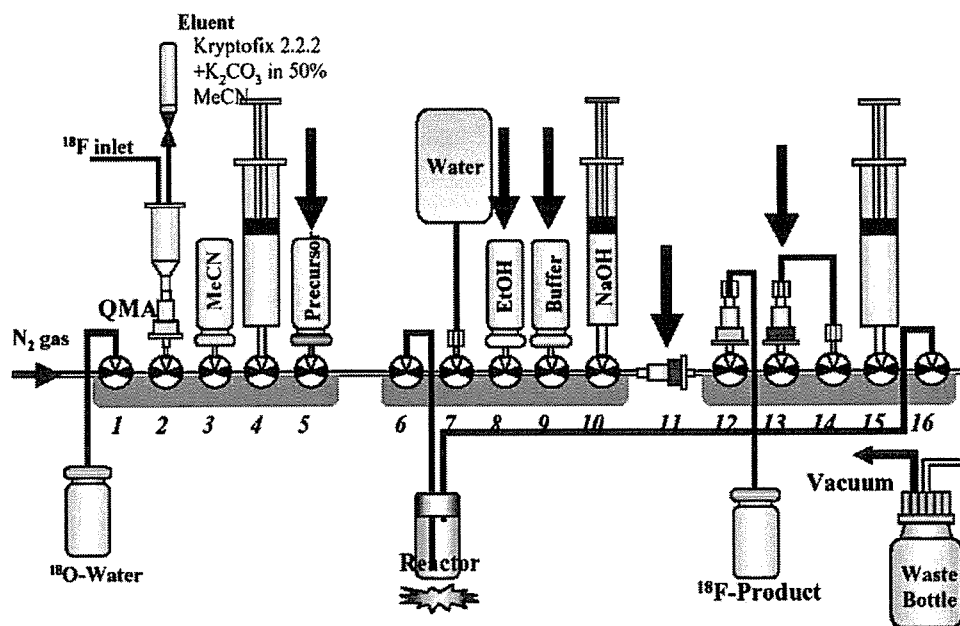 Eluent
Kryptofix 2.2.2
+K₂CO₃ in 50%
MeCN
¹⁸F inlet
Water
QMA
MeCN
Precursor
EtOH
Buffer
NaOH
N₂ gas
1 2 3 4 5 6 7 8 9 10 11 12 13 14 15 16
Vacuum
¹⁸O-Water
Reactor
¹⁸F-Product
Waste
Bottle